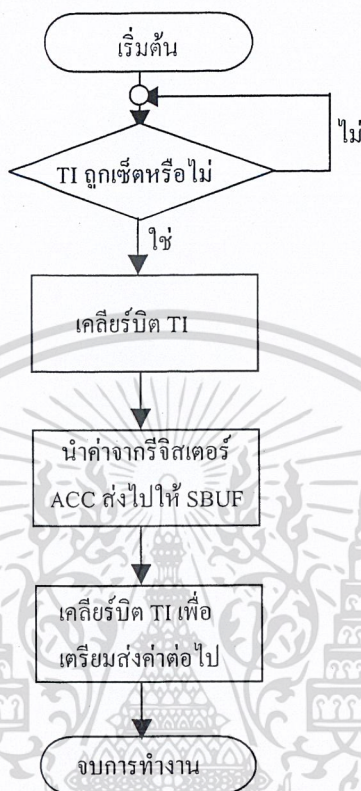 เริ่มต้น
ไม่
TI ถูกเซ็ตหรือไม่
ใช่
เคลียร์บิต TI
นำค่าจากรีจิสเตอร์
ACC ส่งไปให้ SBUF
เคลียร์บิต TI เพื่อ
เตรียมส่งค่าต่อไป
จบการทำงาน